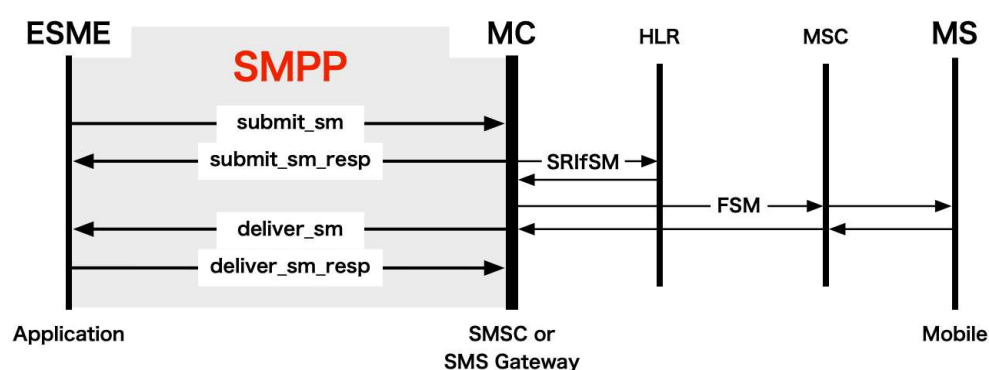 ESME MC HLR MSC MS
SMPP
submit_sm
submit_sm_resp SRIfSM
FSM
deliver_sm
deliver_sm_resp
Application SMSC or Mobile
SMS Gateway